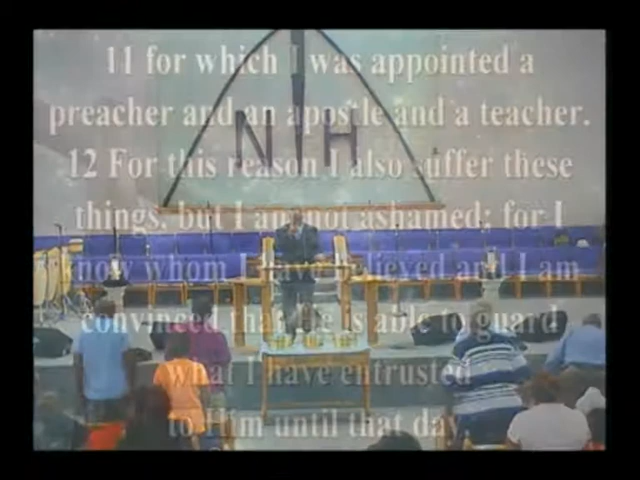 11 for which I was appointed a
preacher and an apostle and a teacher.
12 For this reason I also suffer these
things, but I am not ashamed; for I
know whom I have believed and I am
convinced that He is able to guard
what I have entrusted
to Him until that day
N H